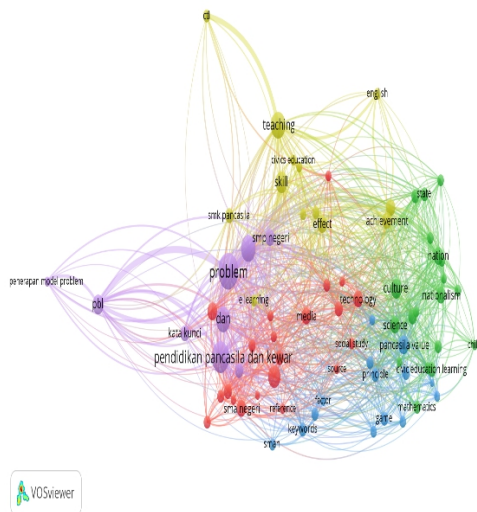 ctl
english
teaching
civics education
skill
state
smk pancasila
achievement
effect
smp negeri
nation
problem
penerapan model problem
culture
nationalism
pbl
e learning
technology
dan
media
science
kata kunci
social study
pancasila value
pendidikan pancasila dan kewar
source
principle
civic education learning
factor
sma negeri
reference
mathematics
game
keywords
sman
VOSviewer